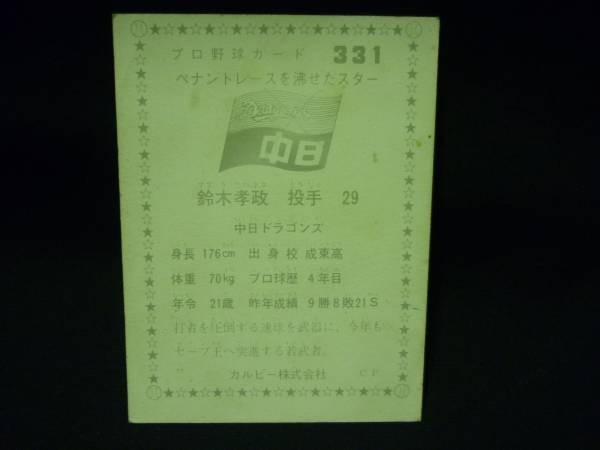 プロ野球カード 331
ペナントレースを沸せたスター
中日
鈴木孝政 投手 29
中日ドラゴンズ
身長 176cm 出身校 成東高
体重 70kg プロ球歴 4年目
年令 21歳 昨年成績 9勝8敗21S
打者を圧倒する速球を武器に、今年も
セーブ王へ突進する若武者。
カルビー株式会社 CP